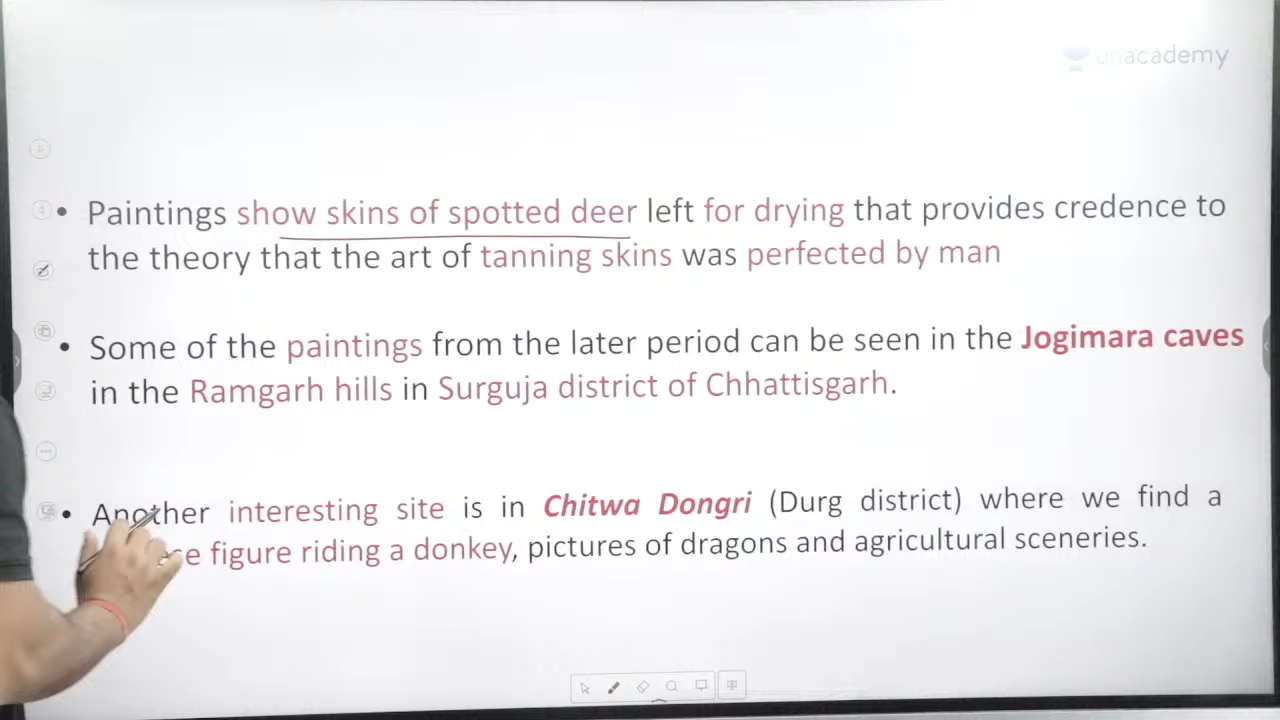 unacademy
• Paintings show skins of spotted deer left for drying that provides credence to
the theory that the art of tanning skins was perfected by man
• Some of the paintings from the later period can be seen in the Jogimara caves
in the Ramgarh hills in Surguja district of Chhattisgarh.
• Another interesting site is in Chitwa Dongri (Durg district) where we find a
figure riding a donkey, pictures of dragons and agricultural sceneries.